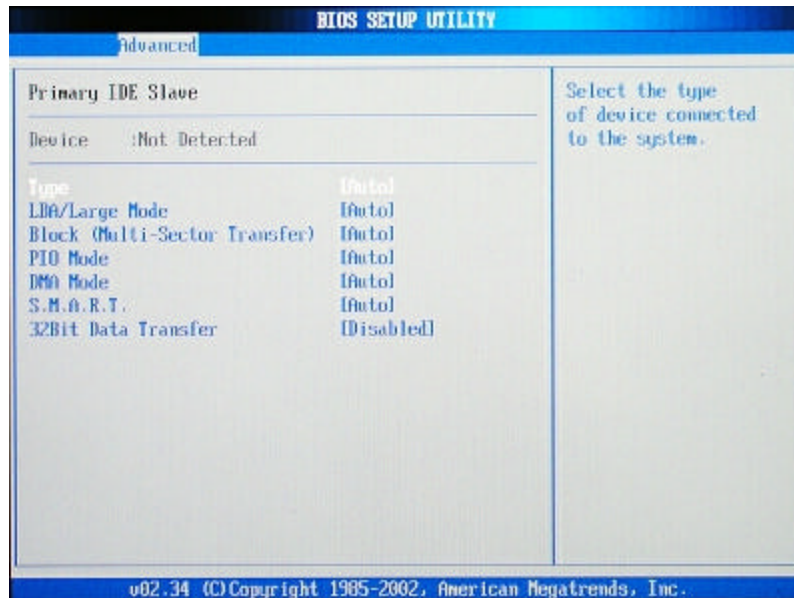 BIOS SETUP UTILITY
Advanced
Primary IDE Slave
Device :Not Detected
Type [Auto]
LBA/Large Mode [Auto]
Block (Multi-Sector Transfer) [Auto]
PIO Mode [Auto]
DMA Mode [Auto]
S.M.A.R.T. [Auto]
32Bit Data Transfer [Disabled]
Select the type
of device connected
to the system.
v02.34 (C)Copyright 1985-2002, American Megatrends, Inc.